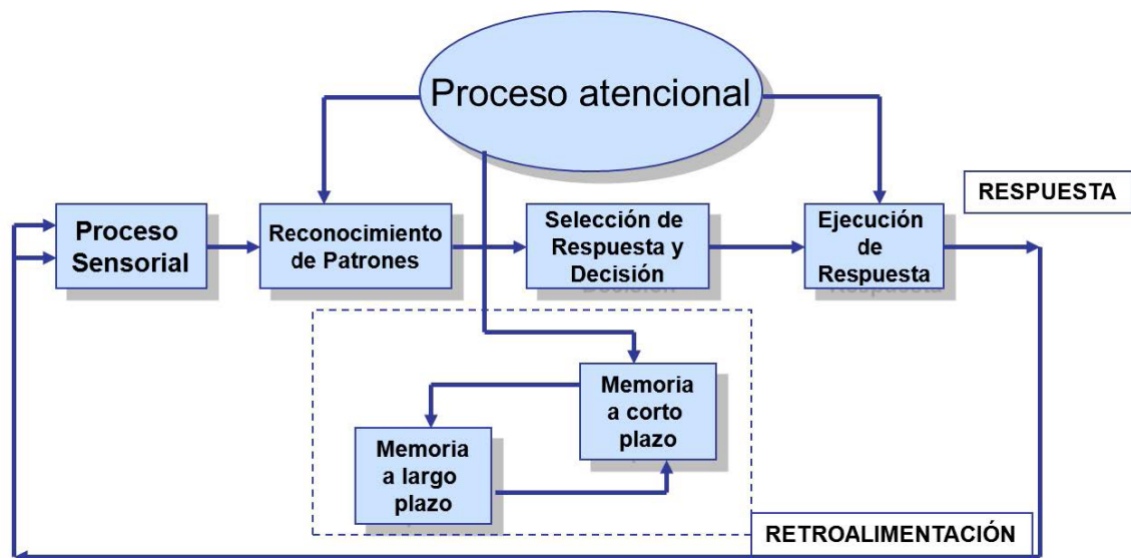 Proceso atencional
RESPUESTA
Proceso
Sensorial
Reconocimiento
de Patrones
Selección de
Respuesta y
Decisión
Ejecución
de
Respuesta
Memoria
a corto
plazo
Memoria
a largo
plazo
RETROALIMENTACIÓN